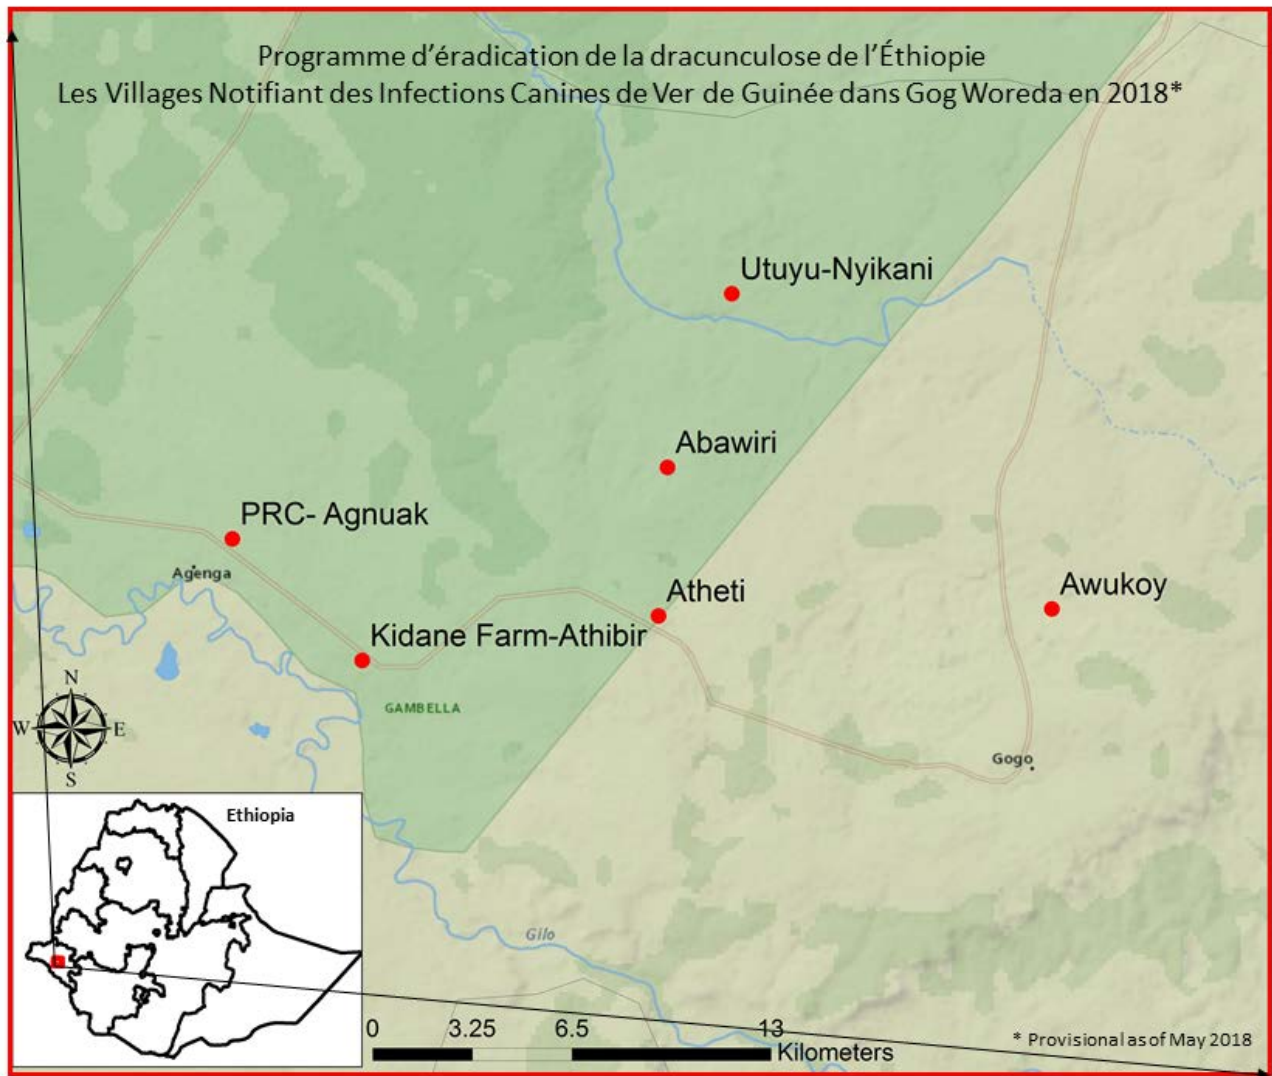 Programme d’éradication de la dracunculose de l’Éthiopie
Les Villages Notifiant des Infections Canines de Ver de Guinée dans Gog Woreda en 2018*
Utuyu-Nyikani
Abawiri
PRC- Agnuak
Agenga
Atheti
Awukoy
Kidane Farm-Athibir
GAMBELLA
N
W E
S
Gogo
Ethiopia
Gilo
0 3.25 6.5 13
Kilometers
* Provisional as of May 2018